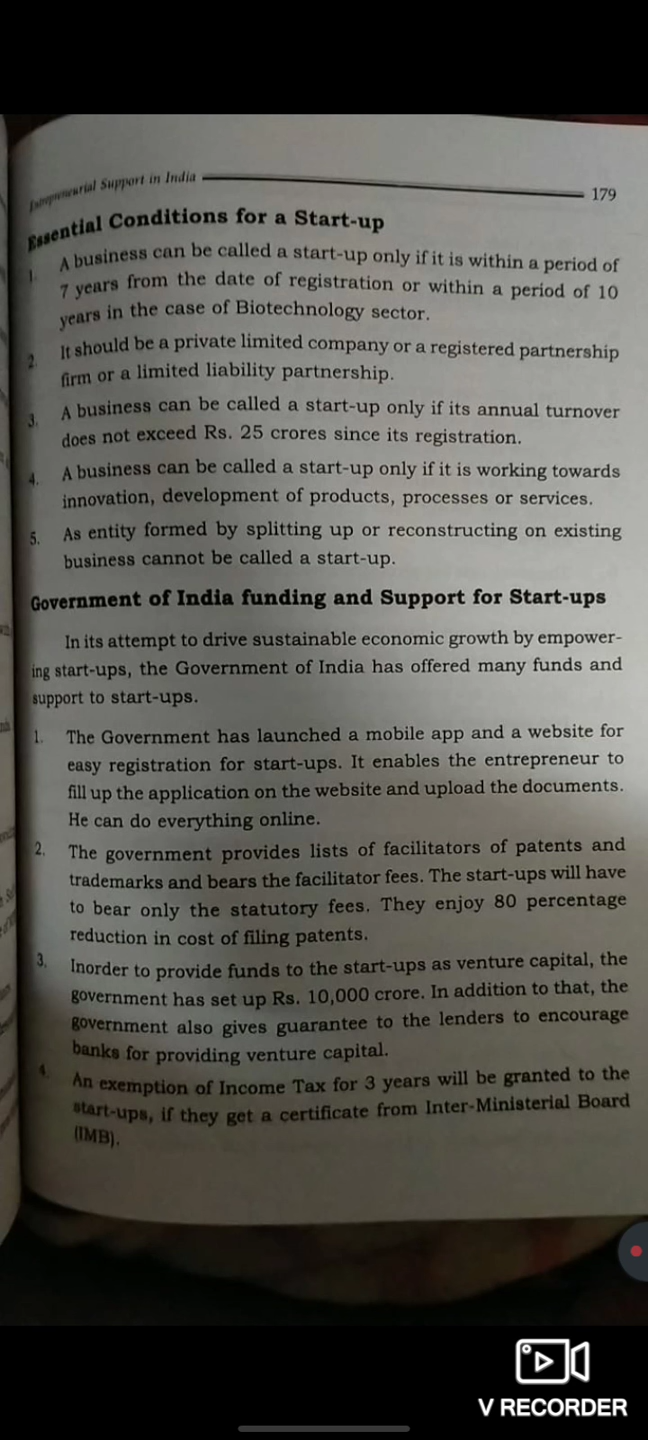 Entrepreneurial Support in India
179
Essential Conditions for a Start-up
1. A business can be called a start-up only if it is within a period of
7 years from the date of registration or within a period of 10
years in the case of Biotechnology sector.
2. It should be a private limited company or a registered partnership
firm or a limited liability partnership.
3. A business can be called a start-up only if its annual turnover
does not exceed Rs. 25 crores since its registration.
4. A business can be called a start-up only if it is working towards
innovation, development of products, processes or services.
5. As entity formed by splitting up or reconstructing on existing
business cannot be called a start-up.
Government of India funding and Support for Start-ups
In its attempt to drive sustainable economic growth by empower-
ing start-ups, the Government of India has offered many funds and
support to start-ups.
1. The Government has launched a mobile app and a website for
easy registration for start-ups. It enables the entrepreneur to
fill up the application on the website and upload the documents.
He can do everything online.
2. The government provides lists of facilitators of patents and
trademarks and bears the facilitator fees. The start-ups will have
to bear only the statutory fees. They enjoy 80 percentage
reduction in cost of filing patents.
3. Inorder to provide funds to the start-ups as venture capital, the
government has set up Rs. 10,000 crore. In addition to that, the
government also gives guarantee to the lenders to encourage
banks for providing venture capital.
4. An exemption of Income Tax for 3 years will be granted to the
start-ups, if they get a certificate from Inter-Ministerial Board
(IMB).
V RECORDER